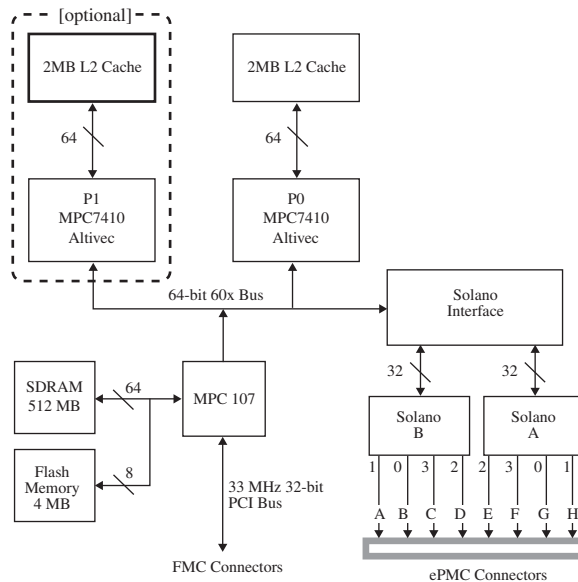 [optional]
2MB L2 Cache
2MB L2 Cache
64
64
P1
MPC7410
Altivec
P0
MPC7410
Altivec
64-bit 60x Bus
Solano
Interface
SDRAM
512 MB
64
MPC 107
32
32
Solano
B
Solano
A
Flash
Memory
4 MB
8
33 MHz 32-bit
PCI Bus
1 0 3 2 2 3 0 1
A B C D E F G H
FMC Connectors
ePMC Connectors